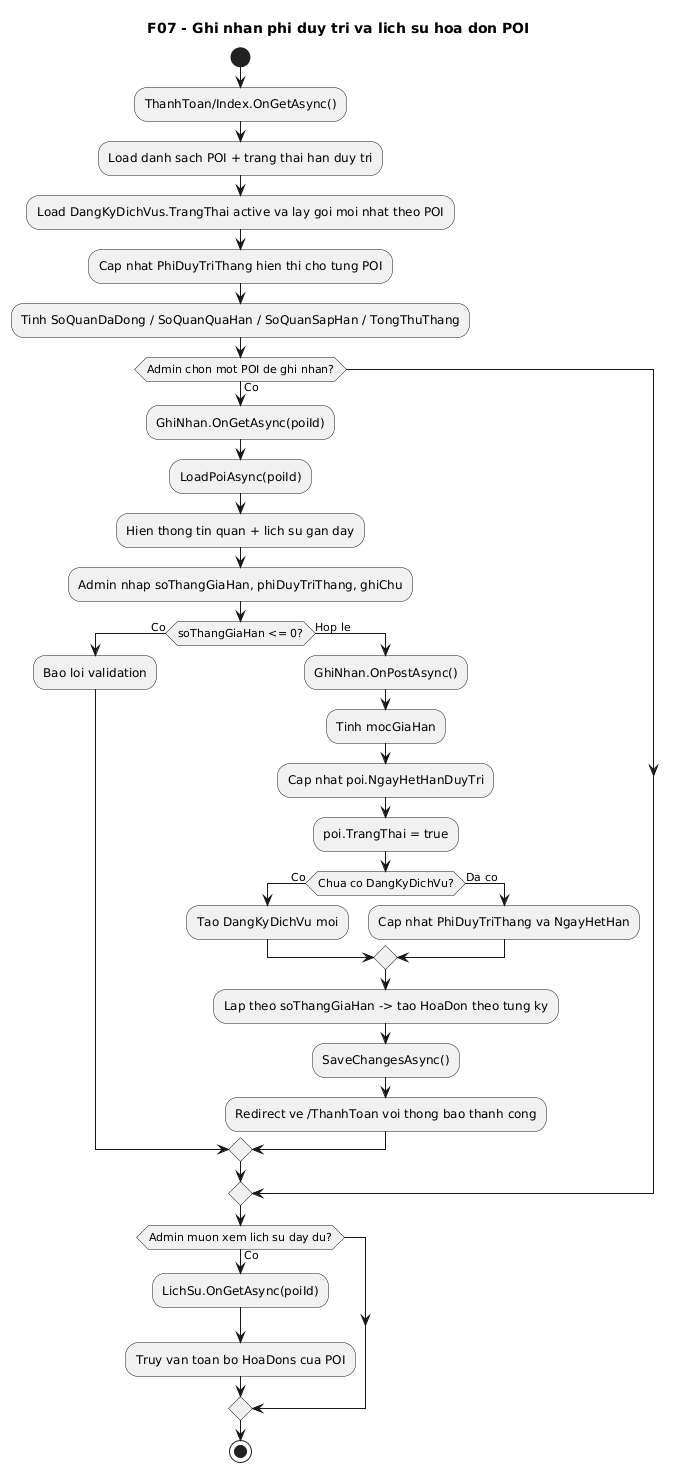 F07 - Ghi nhan phi duy tri va lich su hoa don POI
ThanhToan/Index.OnGetAsync()
Load danh sach POI + trang thai han duy tri
Load DangKyDichVus.TrangThai active va lay goi moi nhat theo POI
Cap nhat PhiDuyTriThang hien thi cho tung POI
Tinh SoQuanDaDong / SoQuanQuaHan / SoQuanSapHan / TongThuThang
Admin chon mot POI de ghi nhan?
Co
GhiNhan.OnGetAsync(poiId)
LoadPoiAsync(poiId)
Hien thong tin quan + lich su gan day
Admin nhap soThangGiaHan, phiDuyTriThang, ghiChu
Co
soThangGiaHan <= 0?
Hop le
Bao loi validation
GhiNhan.OnPostAsync()
Tinh mocGiaHan
Cap nhat poi.NgayHetHanDuyTri
poi.TrangThai = true
Co
Chua co DangKyDichVu?
Da co
Tao DangKyDichVu moi
Cap nhat PhiDuyTriThang va NgayHetHan
Lap theo soThangGiaHan -> tao HoaDon theo tung ky
SaveChangesAsync()
Redirect ve /ThanhToan voi thong bao thanh cong
Admin muon xem lich su day du?
Co
LichSu.OnGetAsync(poiId)
Truy van toan bo HoaDons cua POI